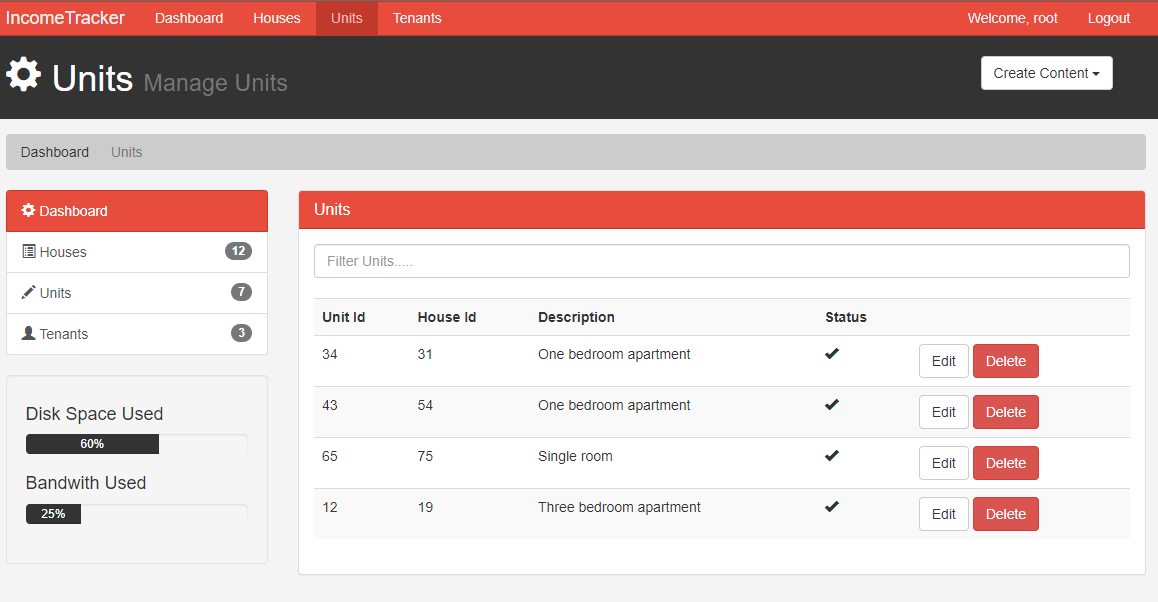 IncomeTracker Dashboard Houses Units Tenants Welcome, root Logout
Units Manage Units Create Content
Dashboard Units
Dashboard
Houses 12
Units 7
Tenants 3
Disk Space Used
60%
Bandwith Used
25%
Units
Filter Units.....
Unit Id House Id Description Status
34 31 One bedroom apartment Edit Delete
43 54 One bedroom apartment Edit Delete
65 75 Single room Edit Delete
12 19 Three bedroom apartment Edit Delete